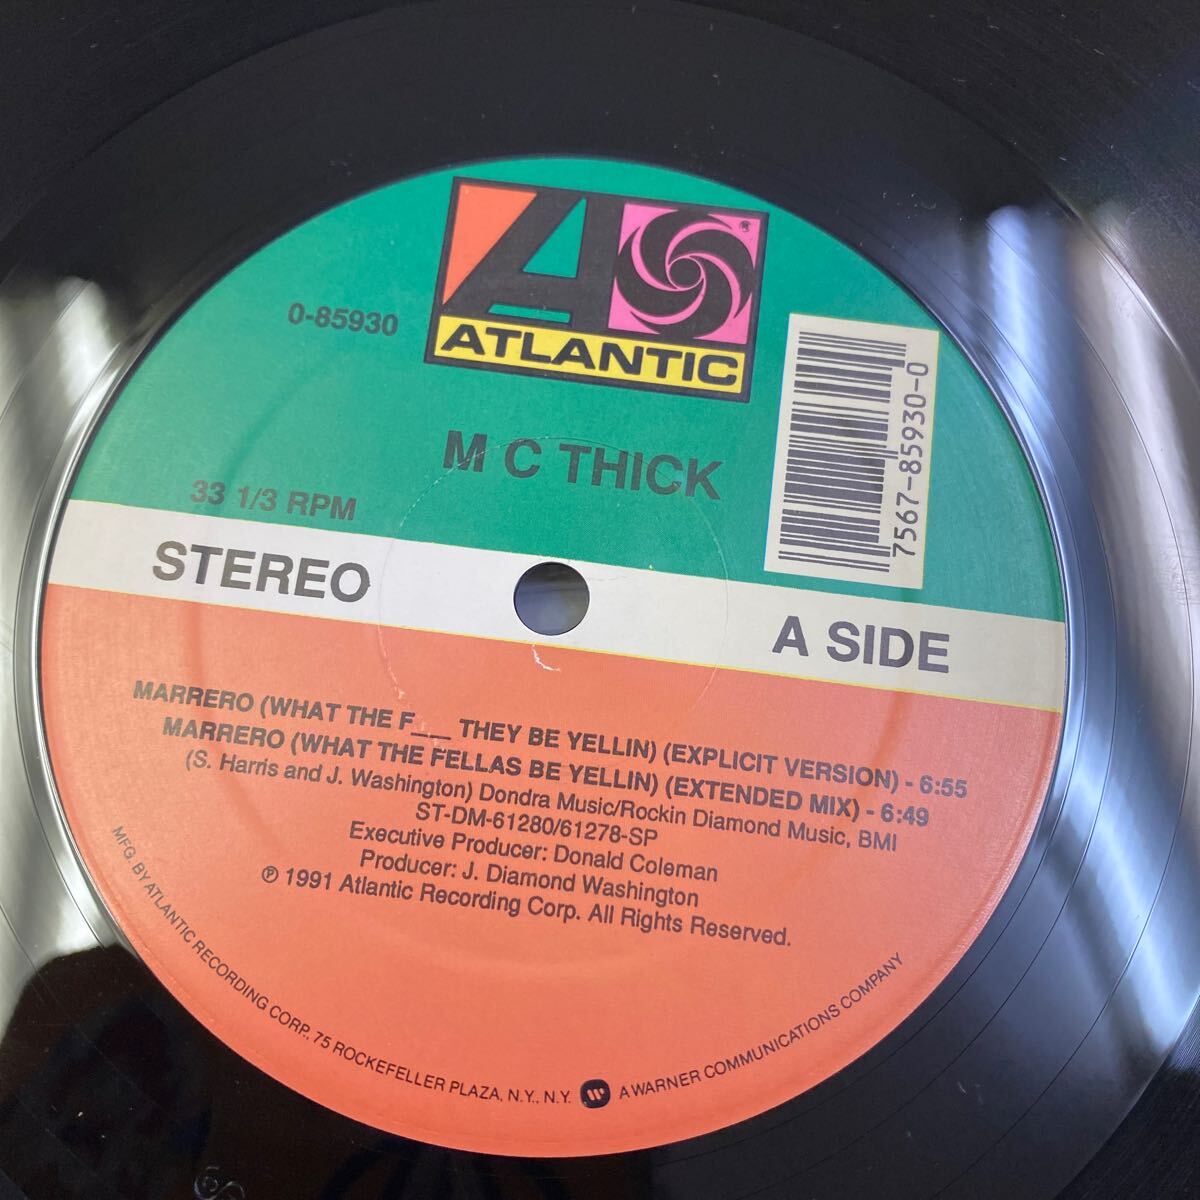 ATLANTIC
0-85930
M C THICK
7567-85930-0
33 1/3 RPM
STEREO
A SIDE
MARRERO (WHAT THE F___ THEY BE YELLIN) (EXPLICIT VERSION) - 6:55
MARRERO (WHAT THE FELLAS BE YELLIN) (EXTENDED MIX) - 6:49
(S. Harris and J. Washington) Dondra Music/Rockin Diamond Music, BMI
ST-DM-61280/61278-SP
Executive Producer: Donald Coleman
Producer: J. Diamond Washington
℗ 1991 Atlantic Recording Corp. All Rights Reserved.
MFG. BY ATLANTIC RECORDING CORP., 75 ROCKEFELLER PLAZA, N.Y., N.Y. A WARNER COMMUNICATIONS COMPANY